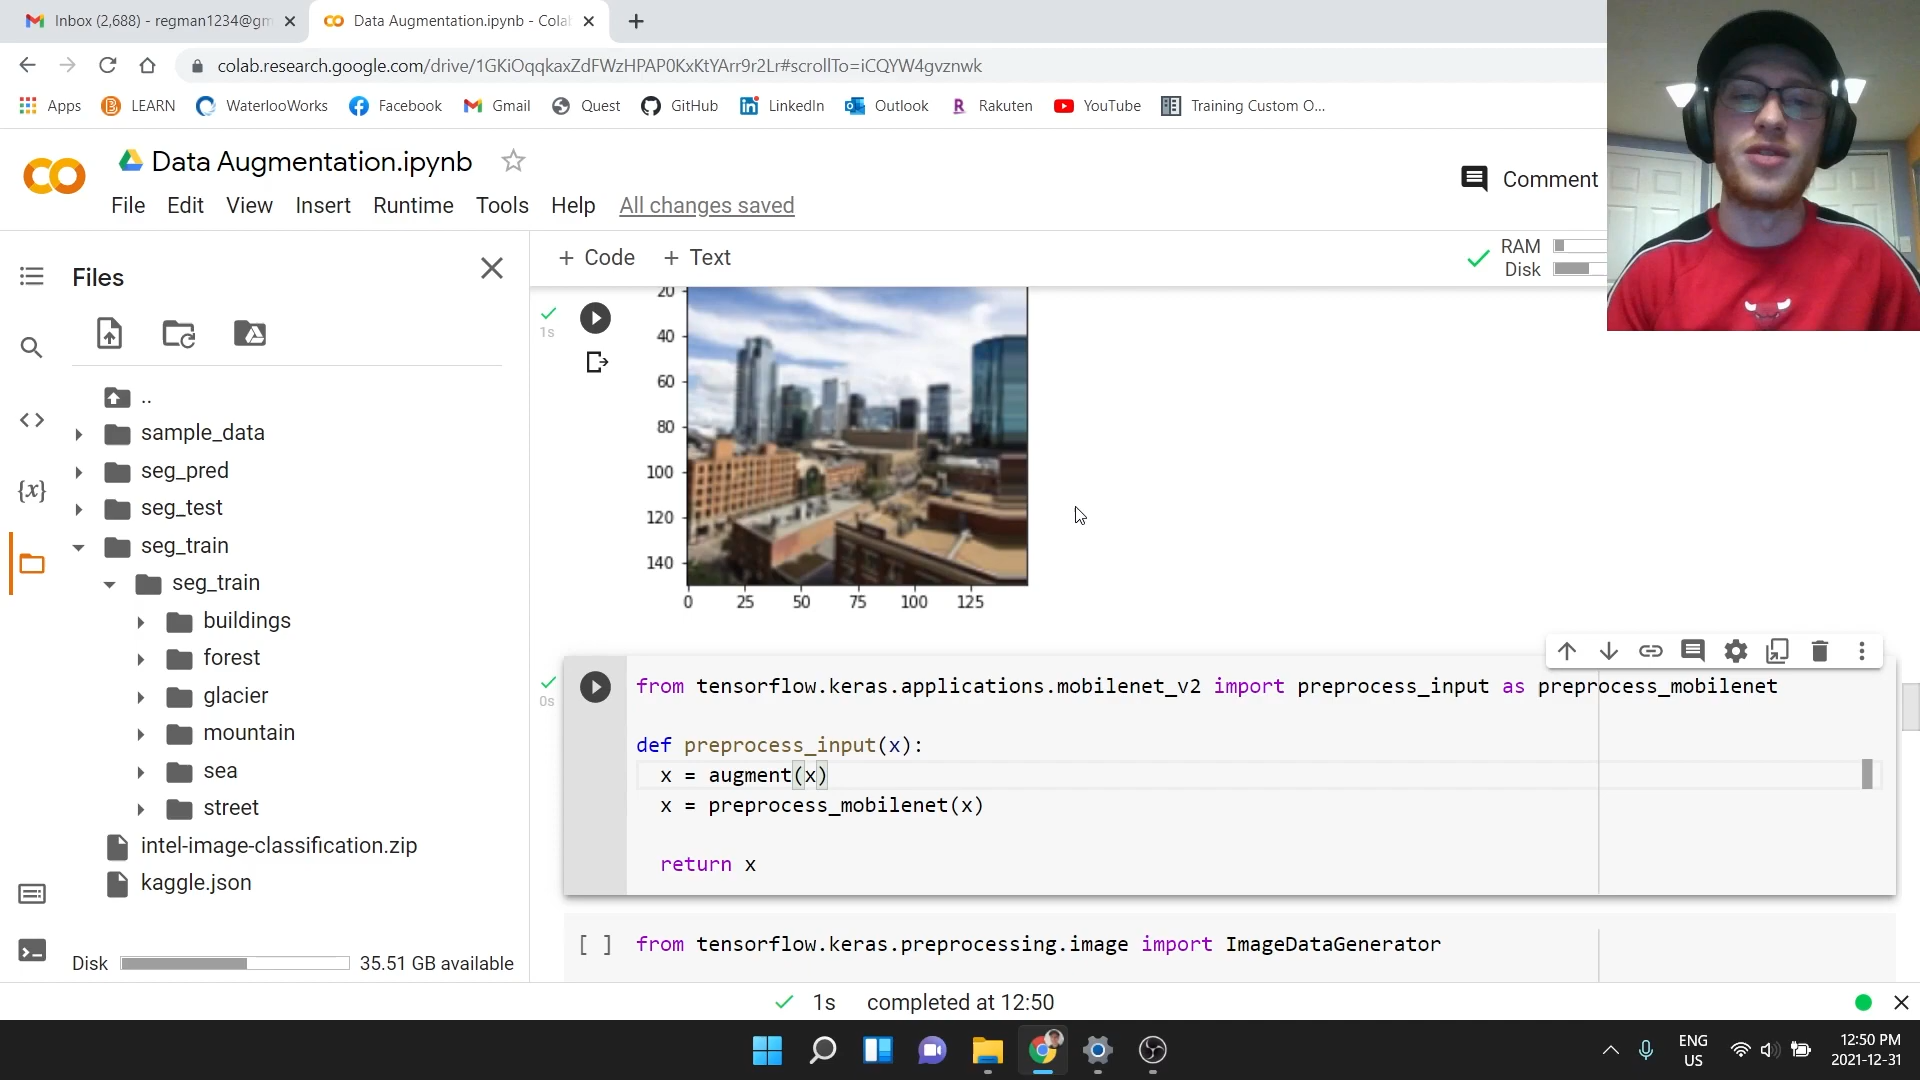 Inbox (2,688) - regman1234@gm
Data Augmentation.ipynb - Cola
colab.research.google.com/drive/1GKiOqqkaxZdFWzHPAP0KxKtYArr9r2Lr#scrollTo=iCQYW4gvznwk
Apps LEARN WaterlooWorks Facebook Gmail Quest GitHub LinkedIn Outlook Rakuten YouTube Training Custom O...
Data Augmentation.ipynb
Comment
File Edit View Insert Runtime Tools Help All changes saved
Files
+ Code + Text
RAM
Disk
..
sample_data
seg_pred
seg_test
seg_train
seg_train
buildings
forest
glacier
mountain
sea
street
intel-image-classification.zip
kaggle.json
Disk 35.51 GB available
1s
20
40
60
80
100
120
140
0 25 50 75 100 125
0s
from tensorflow.keras.applications.mobilenet_v2 import preprocess_input as preprocess_mobilenet
def preprocess_input(x):
x = augment(x)
x = preprocess_mobilenet(x)
return x
[ ] from tensorflow.keras.preprocessing.image import ImageDataGenerator
1s completed at 12:50
ENG
US
12:50 PM
2021-12-31